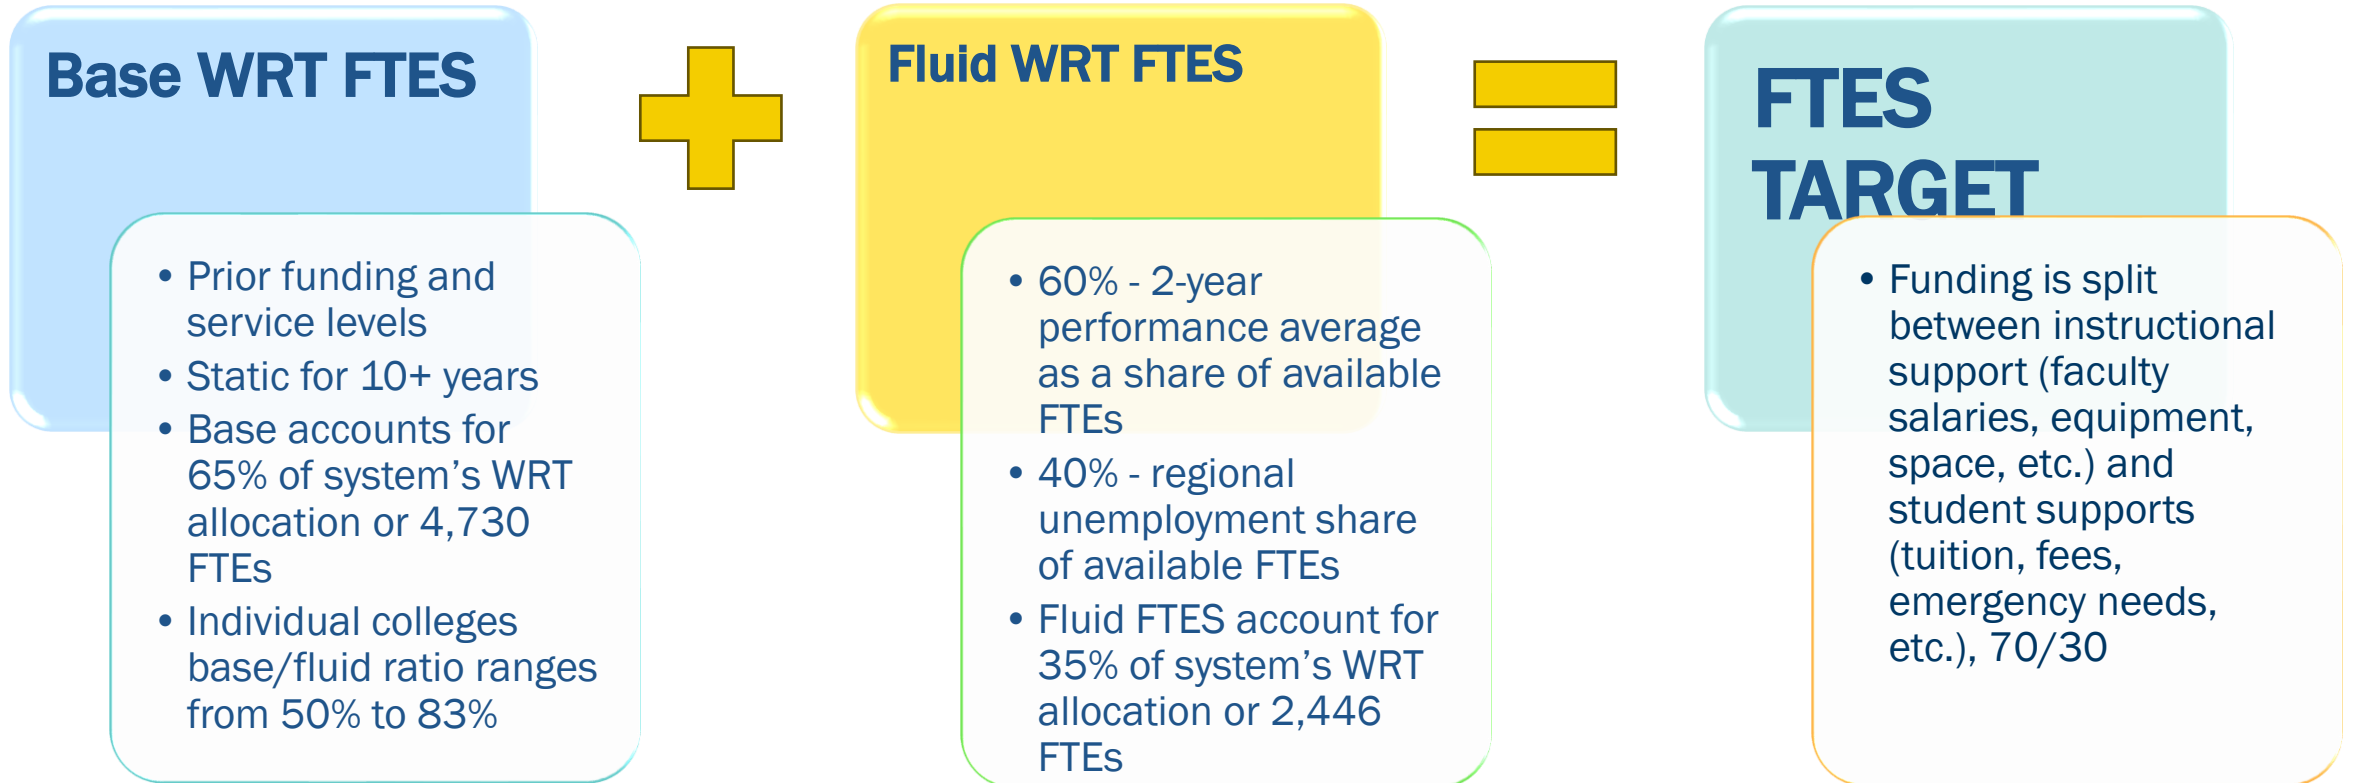 Base WRT FTES
• Prior funding and
service levels
• Static for 10+ years
• Base accounts for
65% of system’s WRT
allocation or 4,730
FTEs
• Individual colleges
base/fluid ratio ranges
from 50% to 83%
Fluid WRT FTES
• 60% - 2-year
performance average
as a share of available
FTEs
• 40% - regional
unemployment share
of available FTEs
• Fluid FTES account for
35% of system’s WRT
allocation or 2,446
FTEs
FTES
TARGET
• Funding is split
between instructional
support (faculty
salaries, equipment,
space, etc.) and
student supports
(tuition, fees,
emergency needs,
etc.), 70/30